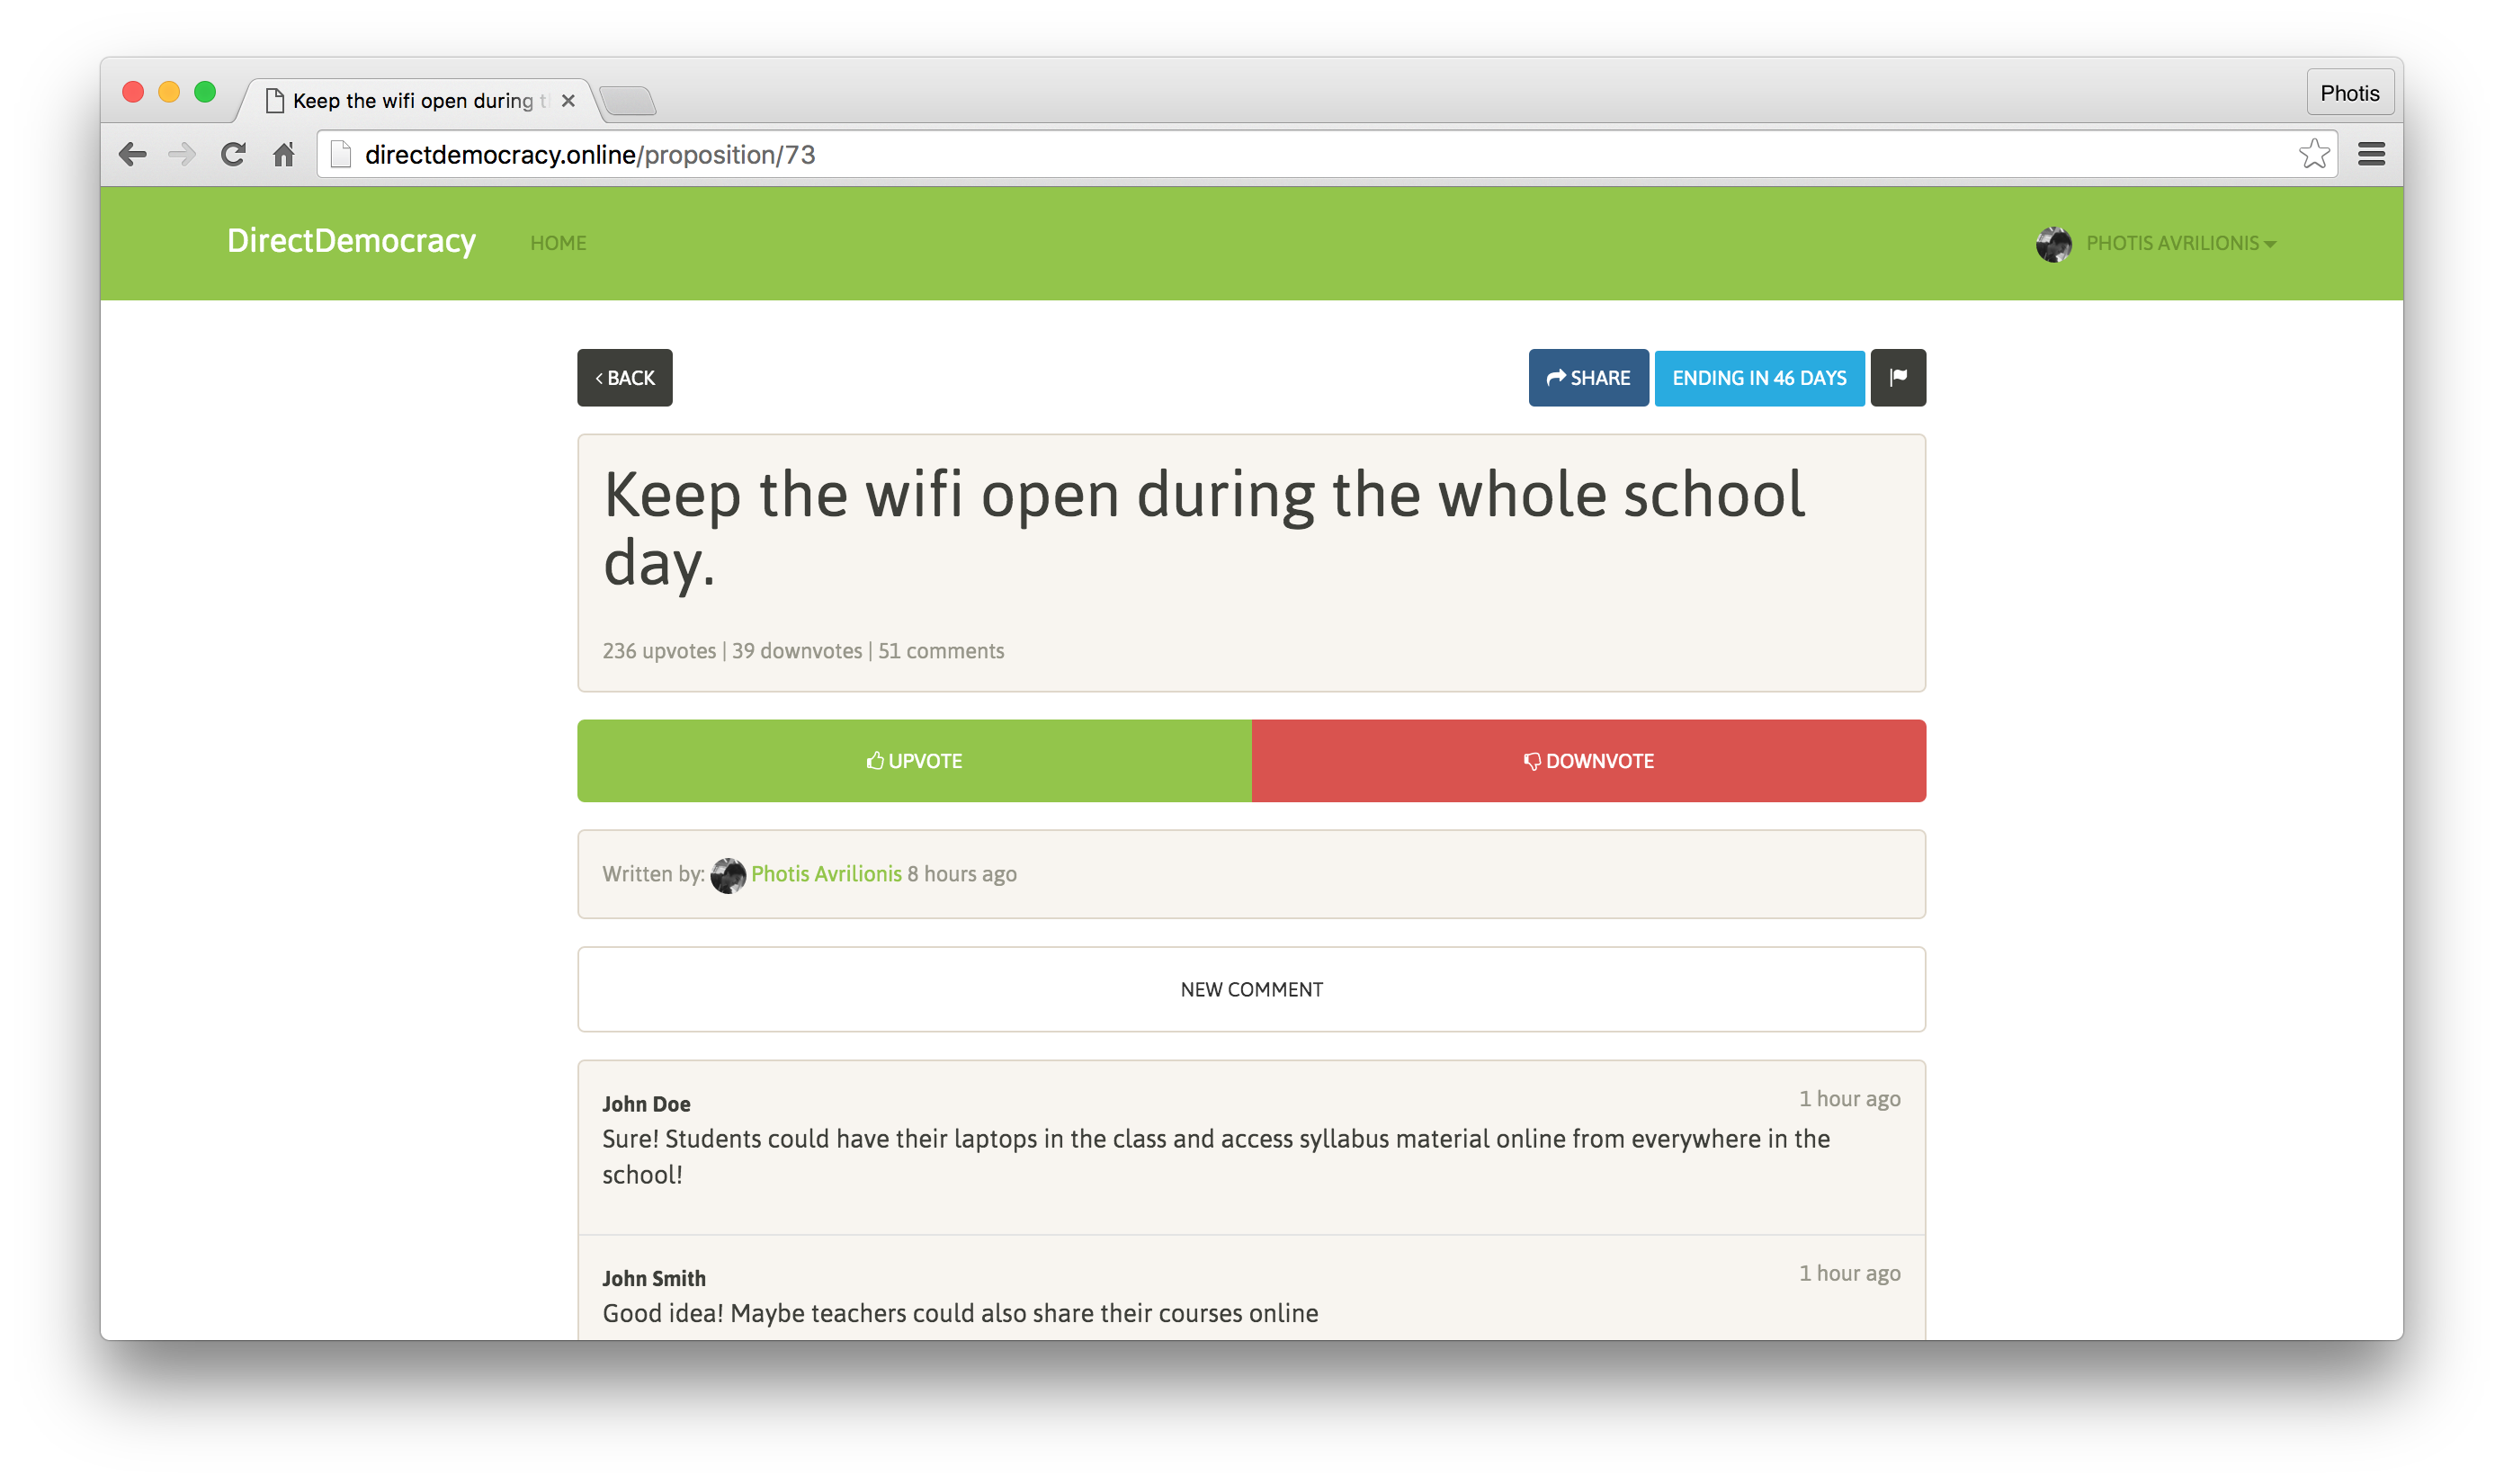 Keep the wifi open during t
Photis
directdemocracy.online/proposition/73
DirectDemocracy HOME PHOTIS AVRILIONIS
BACK SHARE ENDING IN 46 DAYS
Keep the wifi open during the whole school
day.
236 upvotes | 39 downvotes | 51 comments
UPVOTE DOWNVOTE
Written by: Photis Avrilionis 8 hours ago
NEW COMMENT
John Doe 1 hour ago
Sure! Students could have their laptops in the class and access syllabus material online from everywhere in the
school!
John Smith 1 hour ago
Good idea! Maybe teachers could also share their courses online